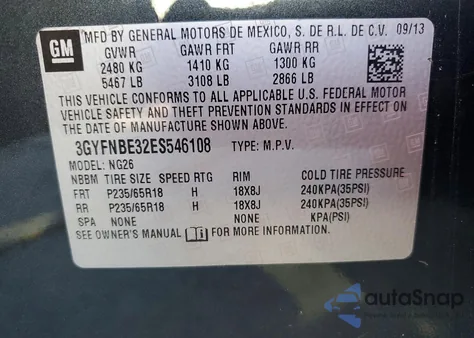 GM
MFD BY GENERAL MOTORS DE MEXICO, S. DE R.L. DE C.V. 09/13
GVWR GAWR FRT GAWR RR
2480 KG 1410 KG 1300 KG
5467 LB 3108 LB 2866 LB
THIS VEHICLE CONFORMS TO ALL APPLICABLE U.S. FEDERAL MOTOR
VEHICLE SAFETY AND THEFT PREVENTION STANDARDS IN EFFECT ON
THE DATE OF MANUFACTURE SHOWN ABOVE.
3GYFNBE32ES546108 TYPE: M.P.V.
MODEL: NG26
NBBM TIRE SIZE SPEED RTG RIM COLD TIRE PRESSURE
FRT P235/65R18 H 18X8J 240KPA(35PSI)
RR P235/65R18 H 18X8J 240KPA(35PSI)
SPA NONE NONE KPA(PSI)
SEE OWNER'S MANUAL FOR MORE INFORMATION.
autoSnap